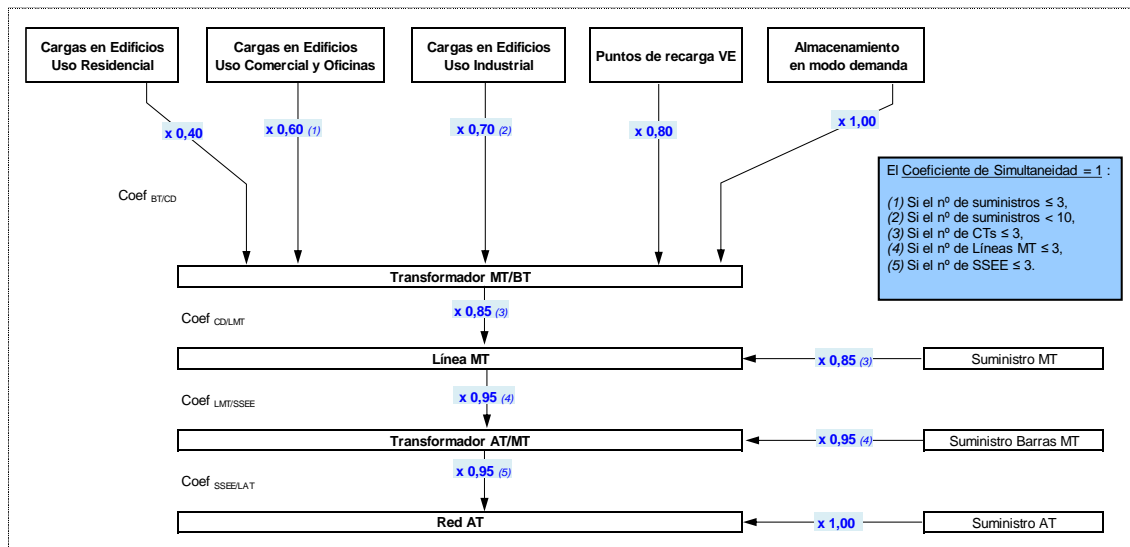 Cargas en Edificios
Uso Residencial
Cargas en Edificios
Uso Comercial y Oficinas
Cargas en Edificios
Uso Industrial
Puntos de recarga VE
Almacenamiento
en modo demanda
x 0,40
x 0,60 (1)
x 0,70 (2)
x 0,80
x 1,00
Coef BT/CD
El Coeficiente de Simultaneidad = 1 :
(1) Si el nº de suministros ≤ 3,
(2) Si el nº de suministros < 10,
(3) Si el nº de CTs ≤ 3,
(4) Si el nº de Líneas MT ≤ 3,
(5) Si el nº de SSEE ≤ 3.
Transformador MT/BT
Coef CD/LMT
x 0,85 (3)
Línea MT
x 0,85 (3)
Suministro MT
Coef LMT/SSEE
x 0,95 (4)
Transformador AT/MT
x 0,95 (4)
Suministro Barras MT
Coef SSEE/LAT
x 0,95 (5)
Red AT
x 1,00
Suministro AT